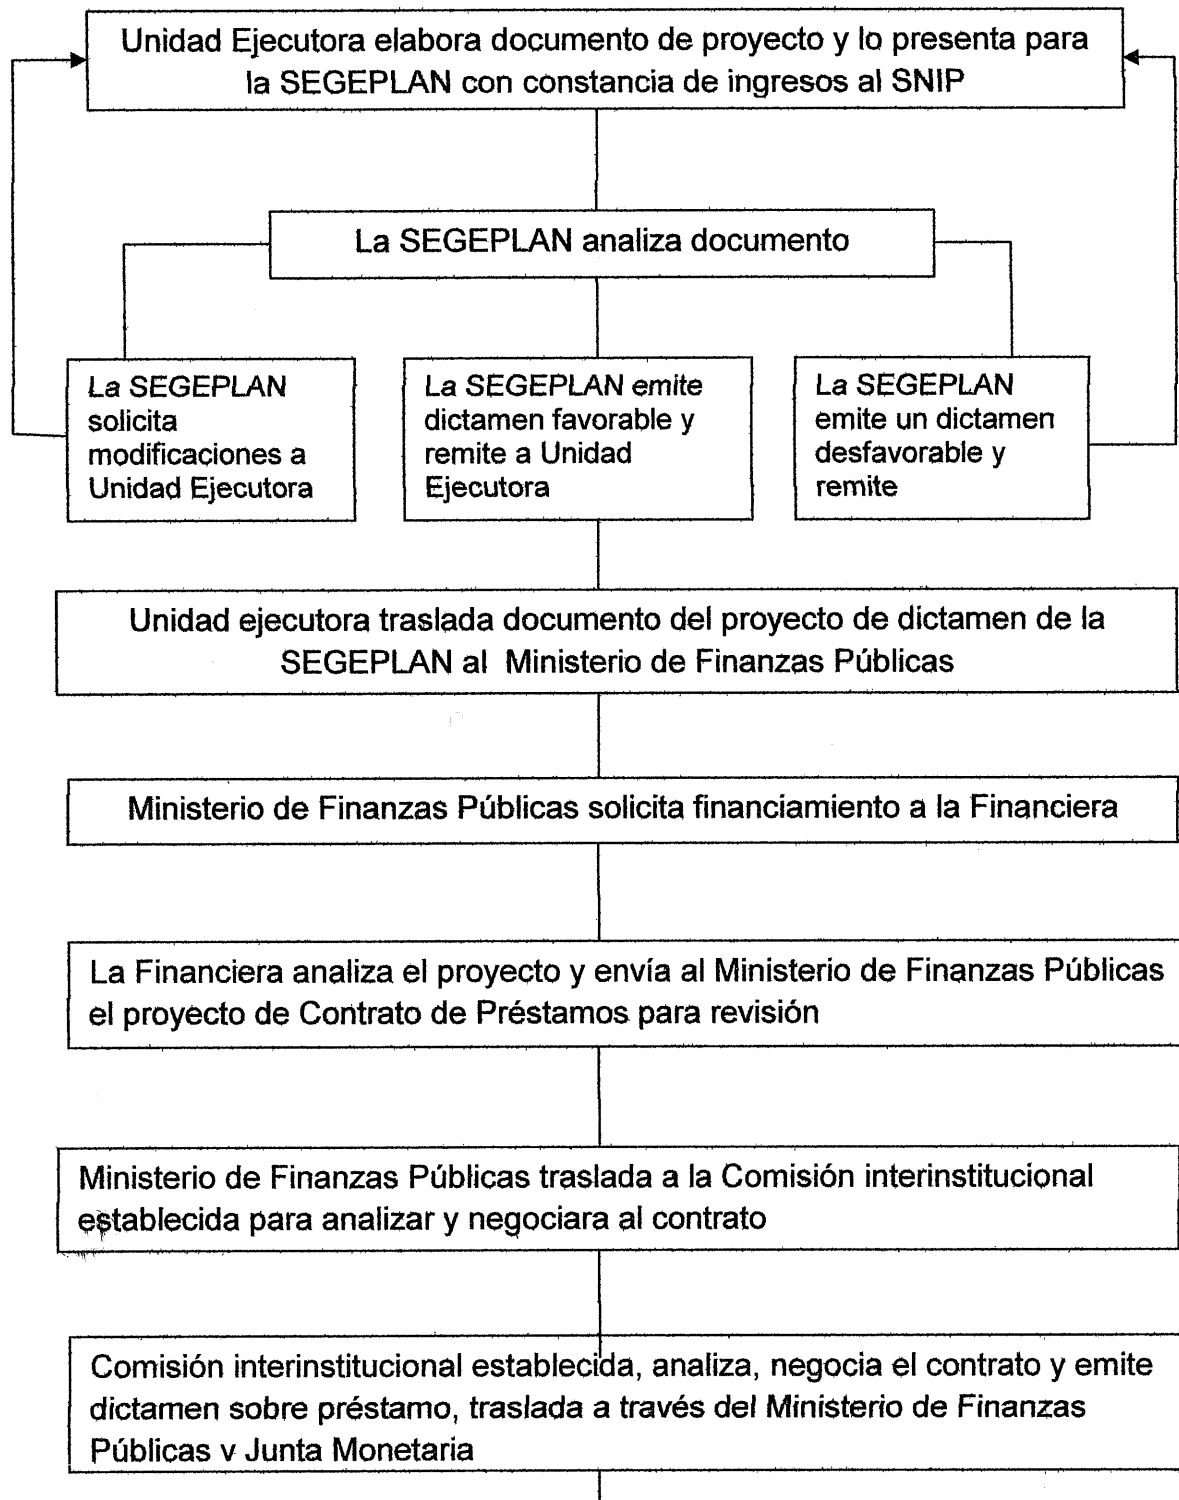 Unidad Ejecutora elabora documento de proyecto y lo presenta para
la SEGEPLAN con constancia de ingresos al SNIP
La SEGEPLAN analiza documento
La SEGEPLAN
solicita
modificaciones a
Unidad Ejecutora
La SEGEPLAN emite
dictamen favorable y
remite a Unidad
Ejecutora
La SEGEPLAN
emite un dictamen
desfavorable y
remite
Unidad ejecutora traslada documento del proyecto de dictamen de la
SEGEPLAN al Ministerio de Finanzas Públicas
Ministerio de Finanzas Públicas solicita financiamiento a la Financiera
La Financiera analiza el proyecto y envía al Ministerio de Finanzas Públicas
el proyecto de Contrato de Préstamos para revisión
Ministerio de Finanzas Públicas traslada a la Comisión interinstitucional
establecida para analizar y negociara al contrato
Comisión interinstitucional establecida, analiza, negocia el contrato y emite
dictamen sobre préstamo, traslada a través del Ministerio de Finanzas
Públicas y Junta Monetaria